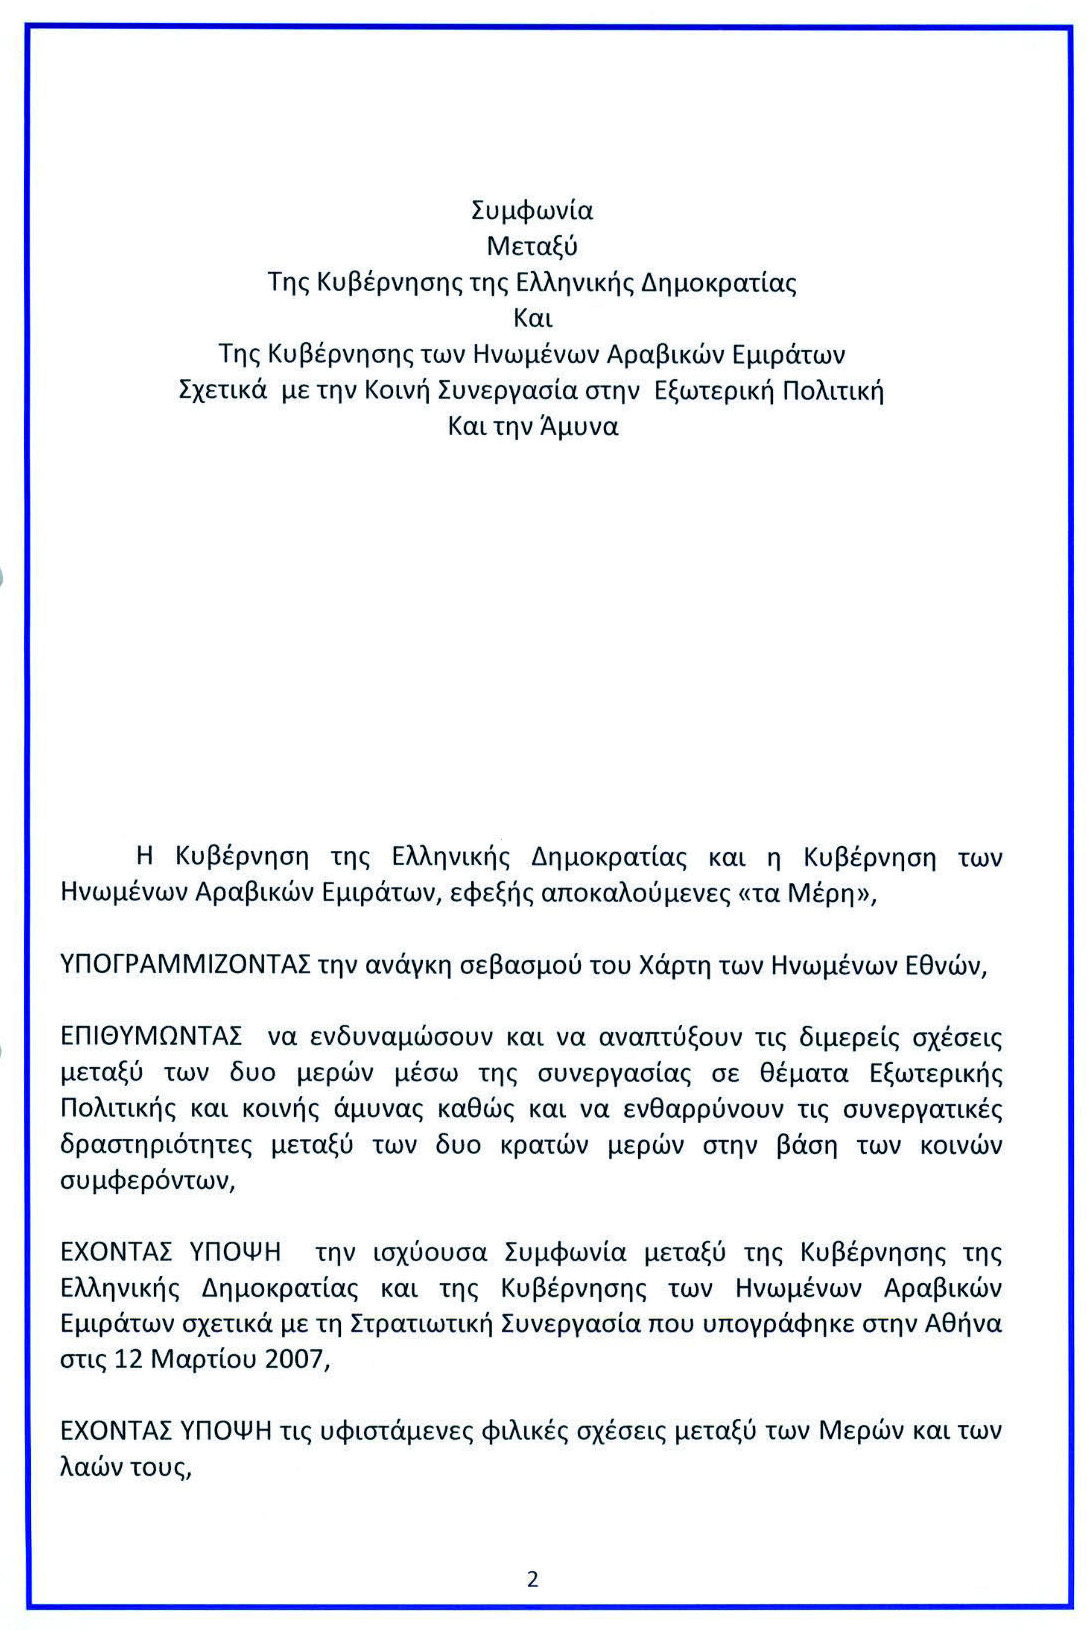 Συμφωνία
Μεταξύ
Της Κυβέρνησης της Ελληνικής Δημοκρατίας
Και
Της Κυβέρνησης των Ηνωμένων Αραβικών Εμιράτων
Σχετικά με την Κοινή Συνεργασία στην Εξωτερική Πολιτική
Και την Άμυνα
Η Κυβέρνηση της Ελληνικής Δημοκρατίας και η Κυβέρνηση των
Ηνωμένων Αραβικών Εμιράτων, εφεξής αποκαλούμενες «τα Μέρη»,
ΥΠΟΓΡΑΜΜΙΖΟΝΤΑΣ την ανάγκη σεβασμού του Χάρτη των Ηνωμένων Εθνών,
ΕΠΙΘΥΜΩΝΤΑΣ να ενδυναμώσουν και να αναπτύξουν τις διμερείς σχέσεις
μεταξύ των δυο μερών μέσω της συνεργασίας σε θέματα Εξωτερικής
Πολιτικής και κοινής άμυνας καθώς και να ενθαρρύνουν τις συνεργατικές
δραστηριότητες μεταξύ των δυο κρατών μερών στην βάση των κοινών
συμφερόντων,
ΕΧΟΝΤΑΣ ΥΠΟΨΗ την ισχύουσα Συμφωνία μεταξύ της Κυβέρνησης της
Ελληνικής Δημοκρατίας και της Κυβέρνησης των Ηνωμένων Αραβικών
Εμιράτων σχετικά με τη Στρατιωτική Συνεργασία που υπογράφηκε στην Αθήνα
στις 12 Μαρτίου 2007,
ΕΧΟΝΤΑΣ ΥΠΟΨΗ τις υφιστάμενες φιλικές σχέσεις μεταξύ των Μερών και των
λαών τους,
2